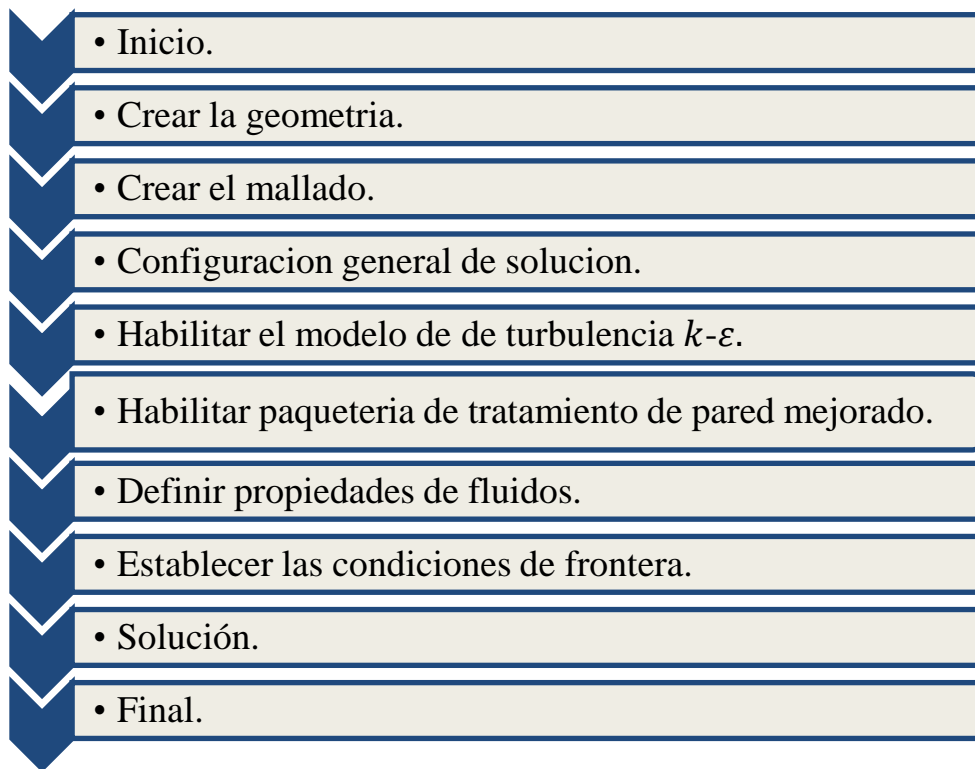 • Inicio.
• Crear la geometria.
• Crear el mallado.
• Configuracion general de solucion.
• Habilitar el modelo de de turbulencia k-ε.
• Habilitar paqueteria de tratamiento de pared mejorado.
• Definir propiedades de fluidos.
• Establecer las condiciones de frontera.
• Solución.
• Final.